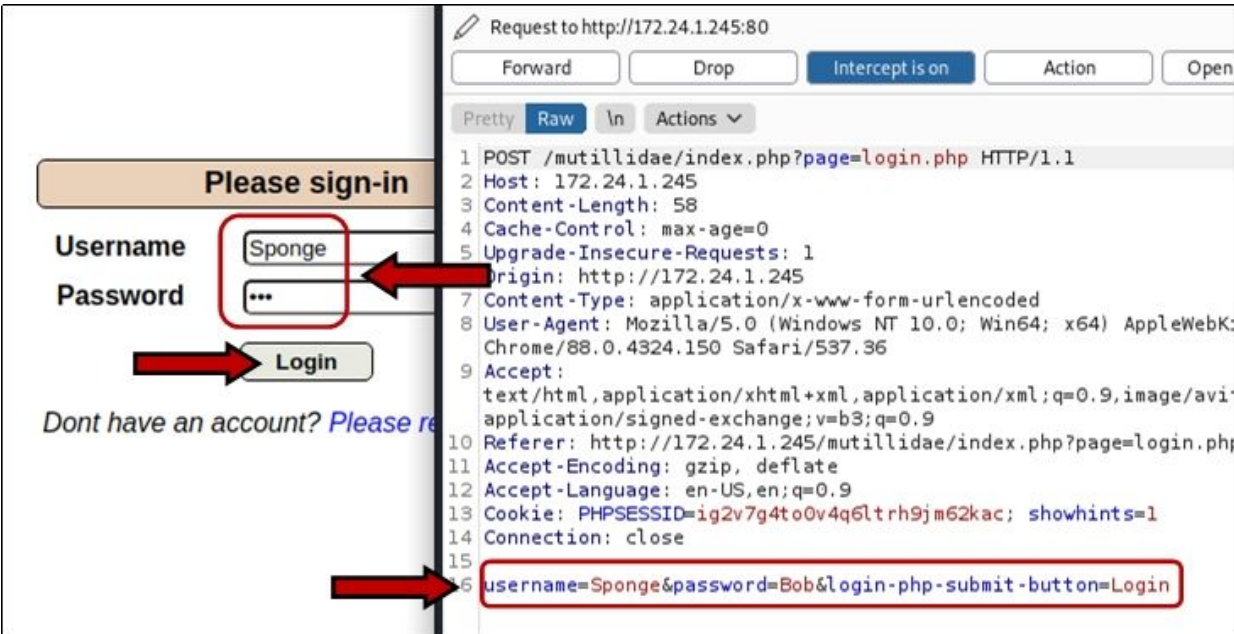 Please sign-in
Username
Sponge
Password
•••
Login
Dont have an account? Please re
Request to http://172.24.1.245:80
Forward Drop Intercept is on Action Open
Pretty Raw \n Actions
1 POST /mutillidae/index.php?page=login.php HTTP/1.1
2 Host: 172.24.1.245
3 Content-Length: 58
4 Cache-Control: max-age=0
5 Upgrade-Insecure-Requests: 1
rigin: http://172.24.1.245
7 Content-Type: application/x-www-form-urlencoded
8 User-Agent: Mozilla/5.0 (Windows NT 10.0; Win64; x64) AppleWebKi
Chrome/88.0.4324.150 Safari/537.36
9 Accept:
text/html,application/xhtml+xml,application/xml;q=0.9,image/avi
application/signed-exchange;v=b3;q=0.9
10 Referer: http://172.24.1.245/mutillidae/index.php?page=login.php
11 Accept-Encoding: gzip, deflate
12 Accept-Language: en-US,en;q=0.9
13 Cookie: PHPSESSID=ig2v7g4to0v4q6ltrh9jm62kac; showhints=1
14 Connection: close
15
16 username=Sponge&password=Bob&login-php-submit-button=Login